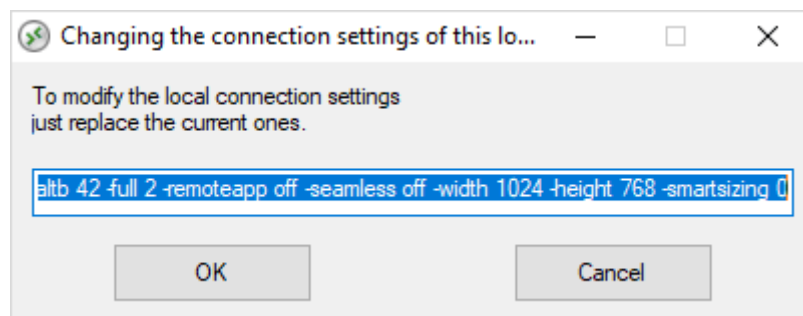 Changing the connection settings of this lo...
To modify the local connection settings
just replace the current ones.
altb 42 -full 2 -remoteapp off -seamless off -width 1024 -height 768 -smartsizing 0
OK
Cancel